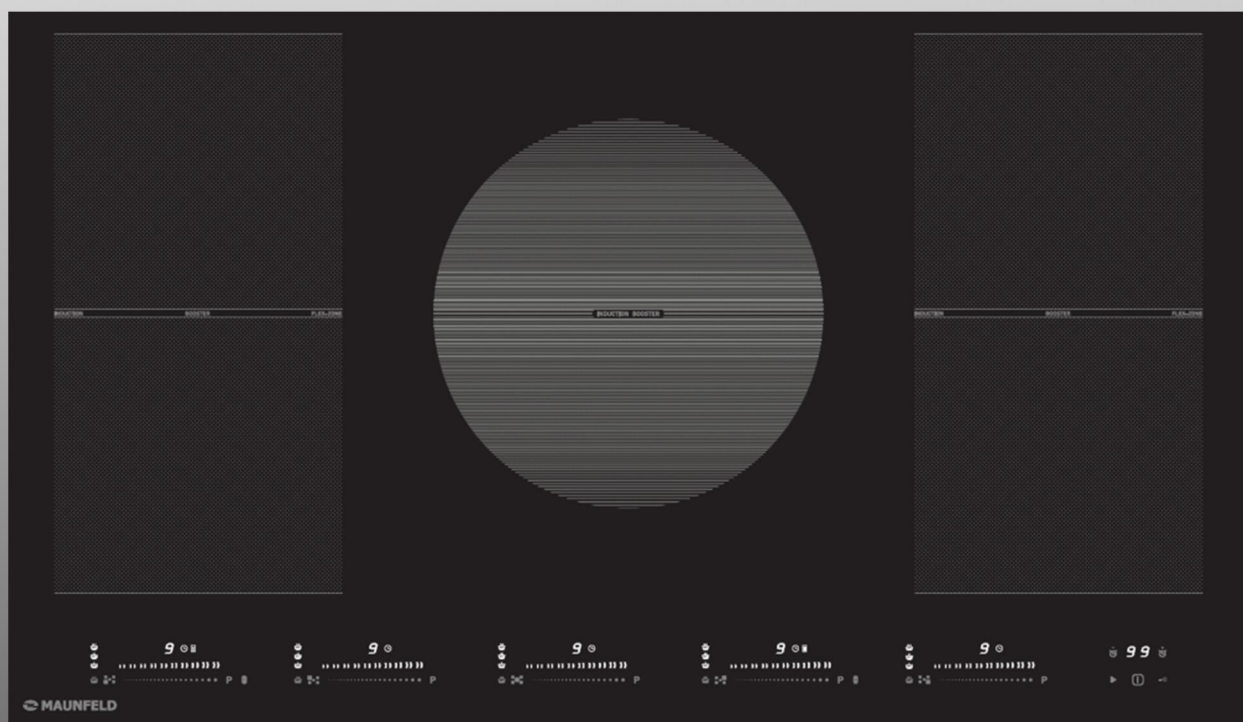 INDUCTION BOOSTER FLEX-ZONE
INDUCTION BOOSTER
INDUCTION BOOSTER FLEX-ZONE
9 9 9 9 9 99
P P P P P
MAUNFELD